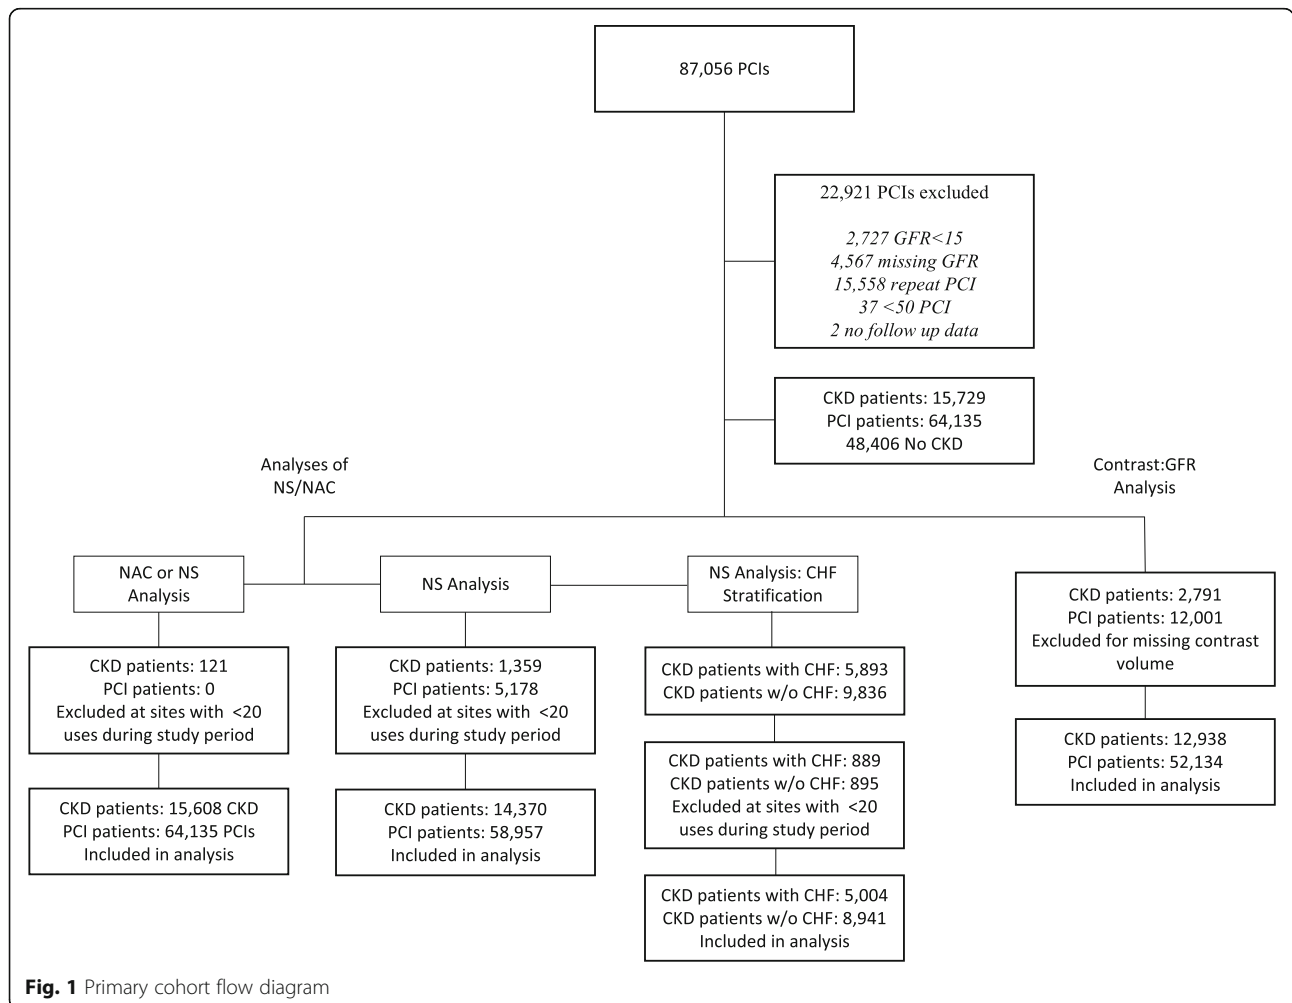 87,056 PCIs
22,921 PCIs excluded
2,727 GFR<15
4,567 missing GFR
15,558 repeat PCI
37 <50 PCI
2 no follow up data
CKD patients: 15,729
PCI patients: 64,135
48,406 No CKD
Analyses of
NS/NAC
Contrast:GFR
Analysis
NAC or NS
Analysis
NS Analysis
NS Analysis: CHF
Stratification
CKD patients: 121
PCI patients: 0
Excluded at sites with <20
uses during study period
CKD patients: 15,608 CKD
PCI patients: 64,135 PCIs
Included in analysis
CKD patients: 1,359
PCI patients: 5,178
Excluded at sites with <20
uses during study period
CKD patients: 14,370
PCI patients: 58,957
Included in analysis
CKD patients with CHF: 5,893
CKD patients w/o CHF: 9,836
CKD patients with CHF: 889
CKD patients w/o CHF: 895
Excluded at sites with <20
uses during study period
CKD patients with CHF: 5,004
CKD patients w/o CHF: 8,941
Included in analysis
CKD patients: 2,791
PCI patients: 12,001
Excluded for missing contrast
volume
CKD patients: 12,938
PCI patients: 52,134
Included in analysis
Fig. 1 Primary cohort flow diagram